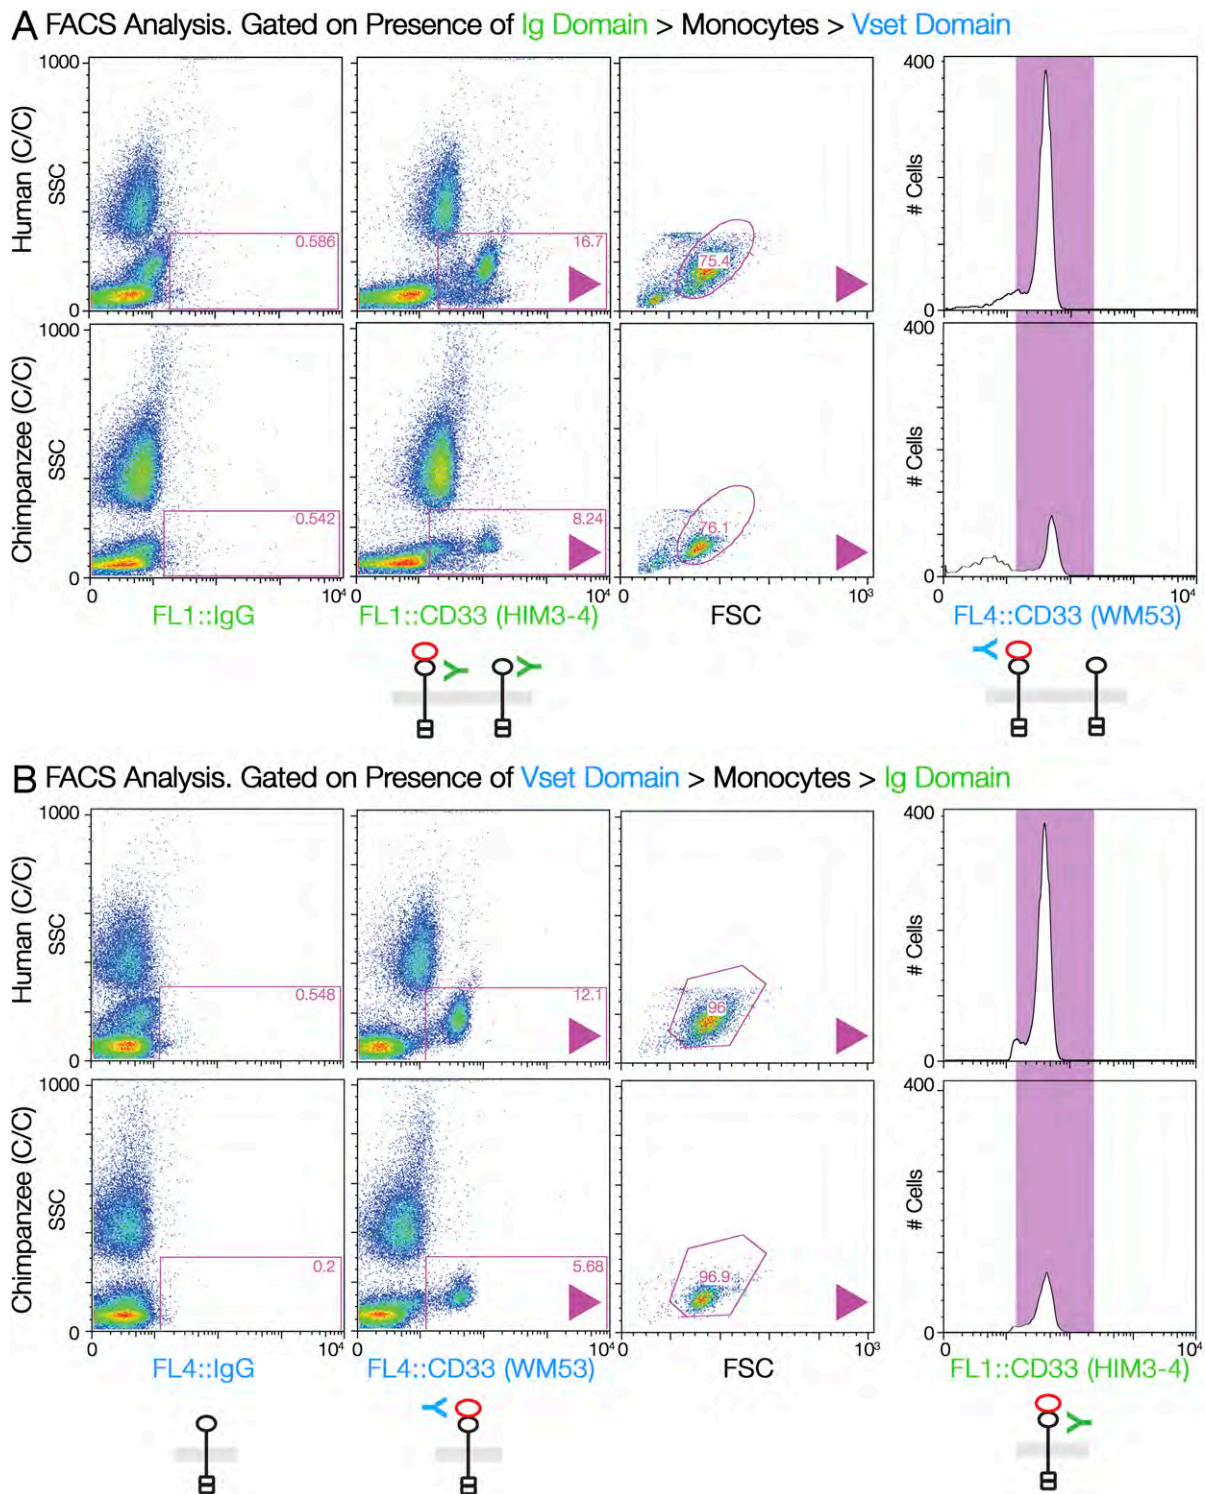 A FACS Analysis. Gated on Presence of Ig Domain > Monocytes > Vset Domain
Human (C/C)
SSC
1000
0
0.586
16.7
75.4
# Cells
400
0
Chimpanzee (C/C)
SSC
1000
0
0.542
8.24
76.1
# Cells
400
0
0 10⁴
0 10⁴
0 10³
0 10⁴
FL1::IgG
FL1::CD33 (HIM3-4)
FSC
FL4::CD33 (WM53)
B FACS Analysis. Gated on Presence of Vset Domain > Monocytes > Ig Domain
Human (C/C)
SSC
1000
0
0.548
12.1
96
# Cells
400
0
Chimpanzee (C/C)
SSC
1000
0
0.2
5.68
96.9
# Cells
400
0
0 10⁴
0 10⁴
0 10³
0 10⁴
FL4::IgG
FL4::CD33 (WM53)
FSC
FL1::CD33 (HIM3-4)